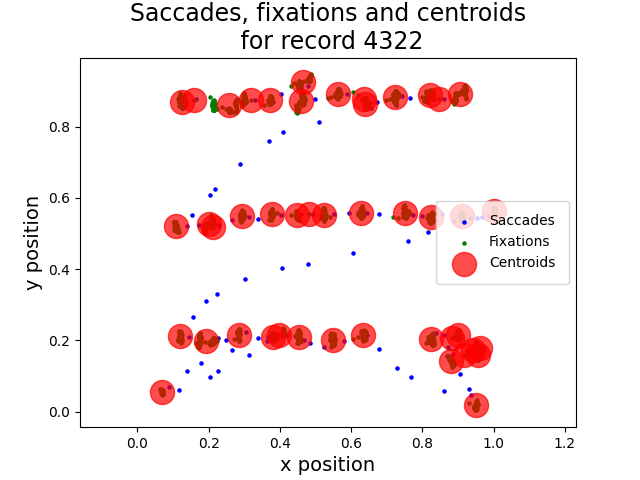 Saccades, fixations and centroids
for record 4322
0.8
0.6
0.4
0.2
0.0
y position
Saccades
Fixations
Centroids
0.0 0.2 0.4 0.6 0.8 1.0 1.2
x position